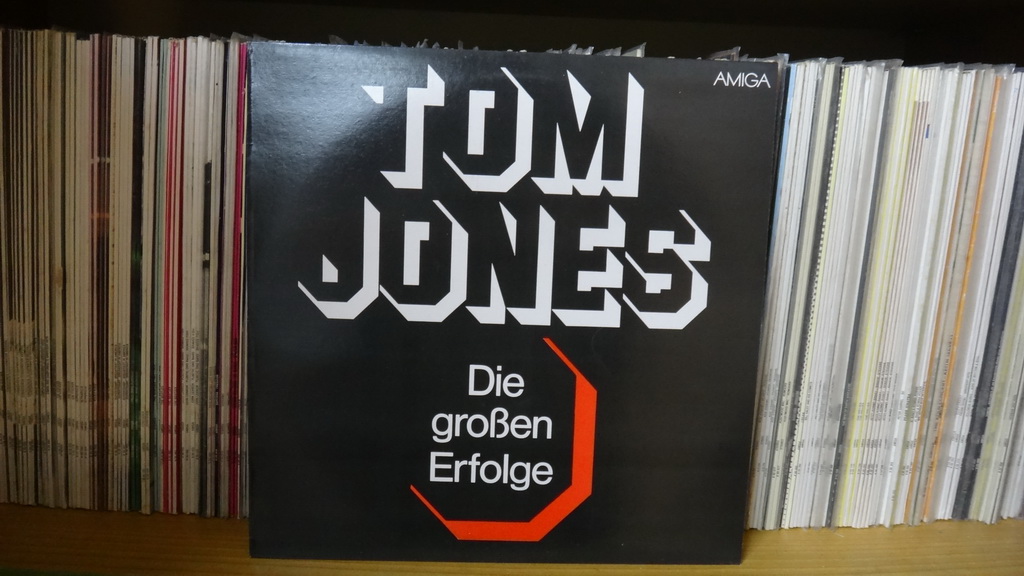 AMIGA
TOM
JONES
Die
großen
Erfolge